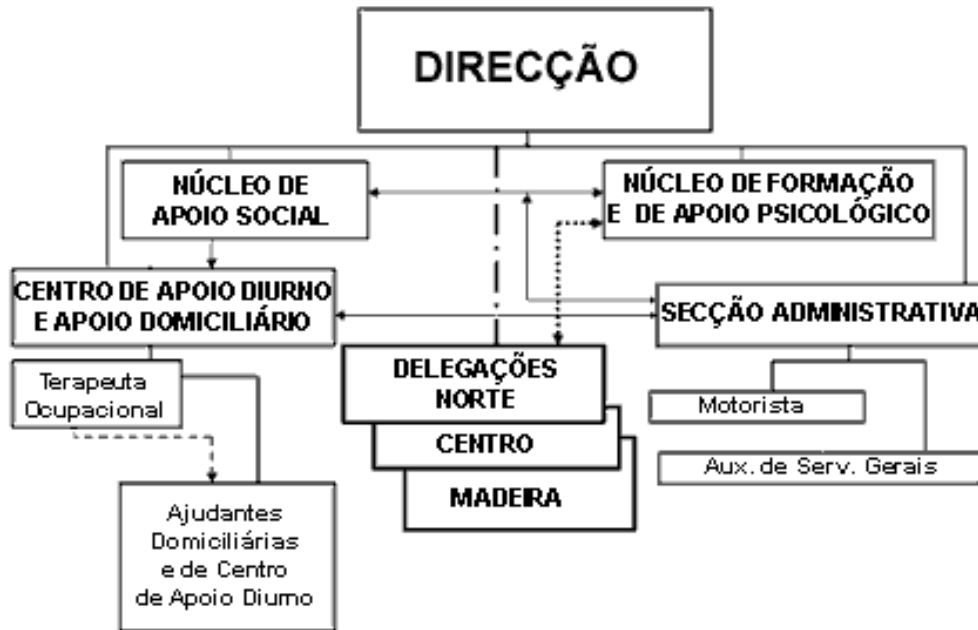 DIRECÇÃO
NÚCLEO DE
APOIO SOCIAL
NÚCLEO DE FORMAÇÃO
E DE APOIO PSICOLÓGICO
CENTRO DE APOIO DIURNO
E APOIO DOMICILIÁRIO
SECÇÃO ADMINISTRATIVA
DELEGAÇÕES
NORTE
CENTRO
MADEIRA
Terapeuta
Ocupacional
Motorista
Aux. de Serv. Gerais
Ajudantes
Domiciliárias
e de Centro
de Apoio Diurno